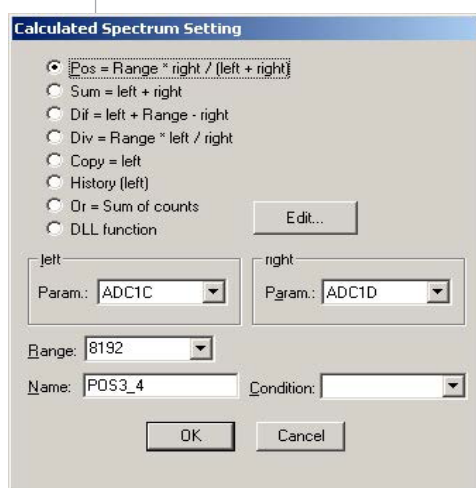 Calculated Spectrum Setting
Pos = Range * right / (left + right)
Sum = left + right
Dif = left + Range - right
Div = Range * left / right
Copy = left
History (left)
Or = Sum of counts
DLL function
Edit...
left
right
Param.: ADC1C
Param.: ADC1D
Range: 8192
Name: POS3_4
Condition:
OK
Cancel